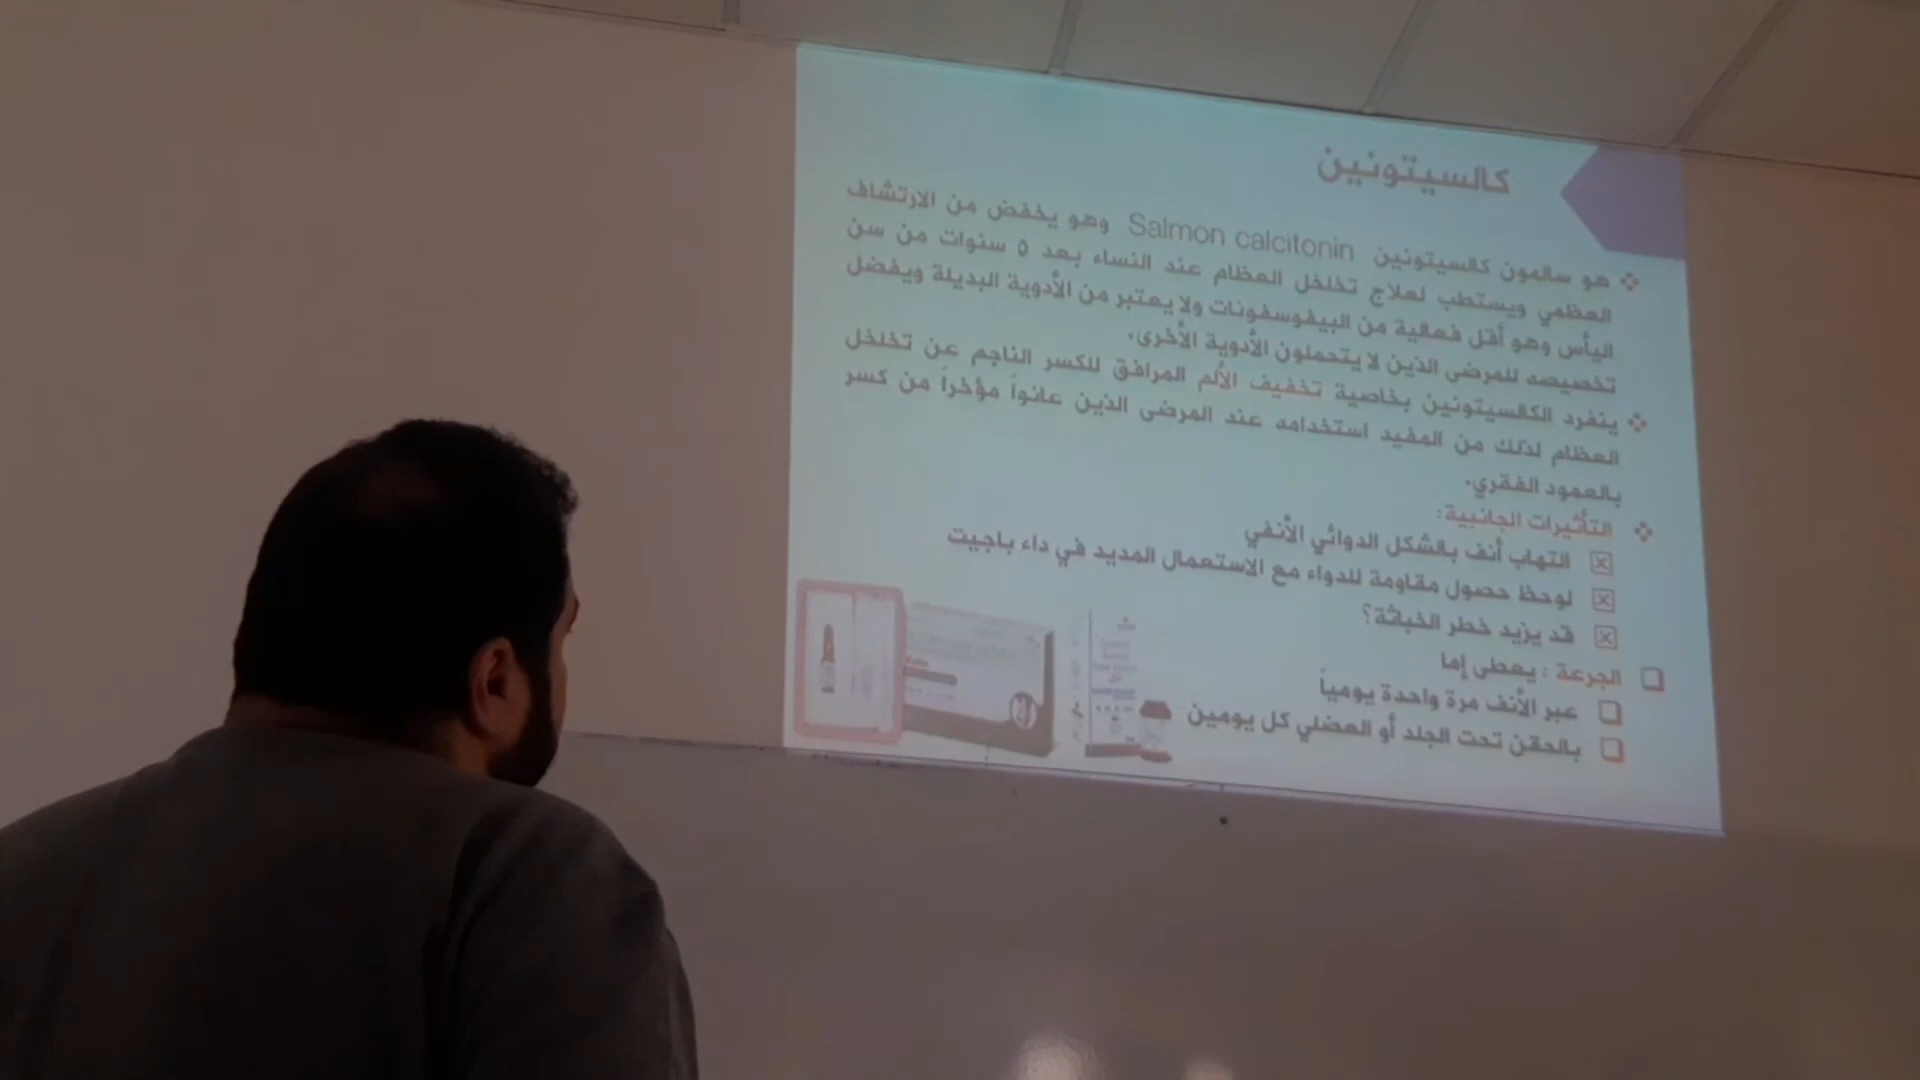 كالسيتونين
هو سالمون كالسيتونين Salmon calcitonin وهو يخفض من الارتشاف
العظمي ويستطب لعلاج تخلخل العظام عند النساء بعد ٥ سنوات من سن
اليأس وهو أقل فعالية من البيفوسفونات ولا يعتبر من الأدوية البديلة ويفضل
تخصيصه للمرضى الذين لا يتحملون الأدوية الأخرى.
ينفرد الكالسيتونين بخاصية تخفيف الألم المرافق للكسر الناجم عن تخلخل
العظام لذلك من المفيد استخدامه عند المرضى الذين عانواً مؤخراً من كسر
بالعمود الفقري.
التأثيرات الجانبية:
التهاب أنف بالشكل الدوائي الأنفي
لوحظ حصول مقاومة للدواء مع الاستعمال المديد في داء باجيت
قد يزيد خطر الخباثة؟
الجرعة : يعطى إما
عبر الأنف مرة واحدة يومياً
بالحقن تحت الجلد أو العضلي كل يومين